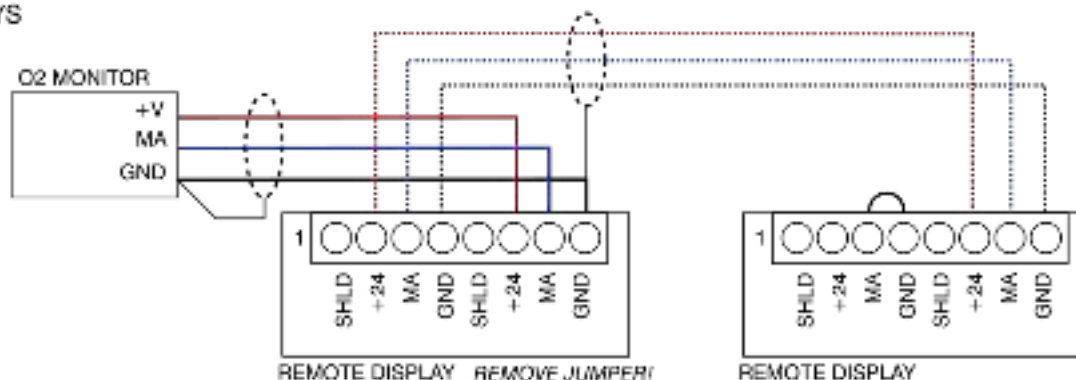 rs
O2 MONITOR
+V
MA
GND
1
SHLD
+24
MA
GND
SHLD
+24
MA
GND
REMOTE DISPLAY REMOVE JUMPER!
1
SHLD
+24
MA
GND
SHLD
+24
MA
GND
REMOTE DISPLAY